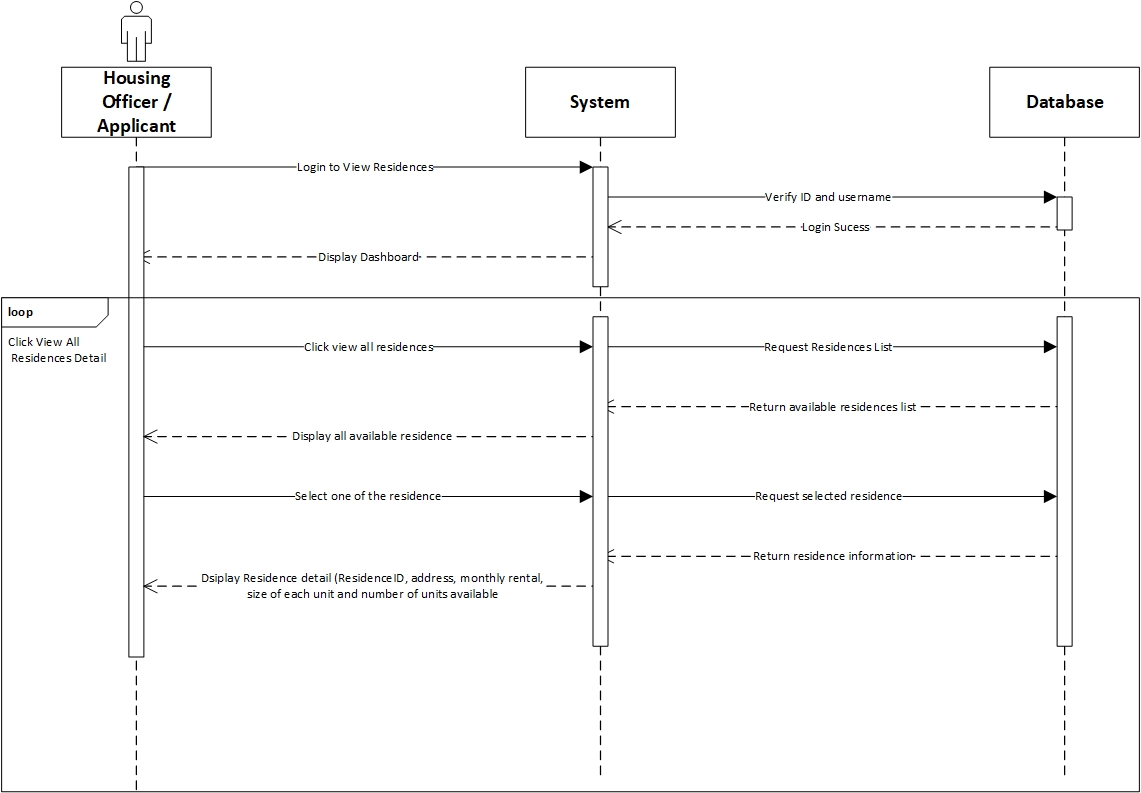 Housing
Officer /
Applicant
System
Database
Login to View Residences
Verify ID and username
Login Sucess
Display Dashboard
loop
Click View All
Residences Detail
Click view all residences
Request Residences List
Return available residences list
Display all available residence
Select one of the residence
Request selected residence
Return residence information
Dsiplay Residence detail (ResidenceID, address, monthly rental,
size of each unit and number of units available